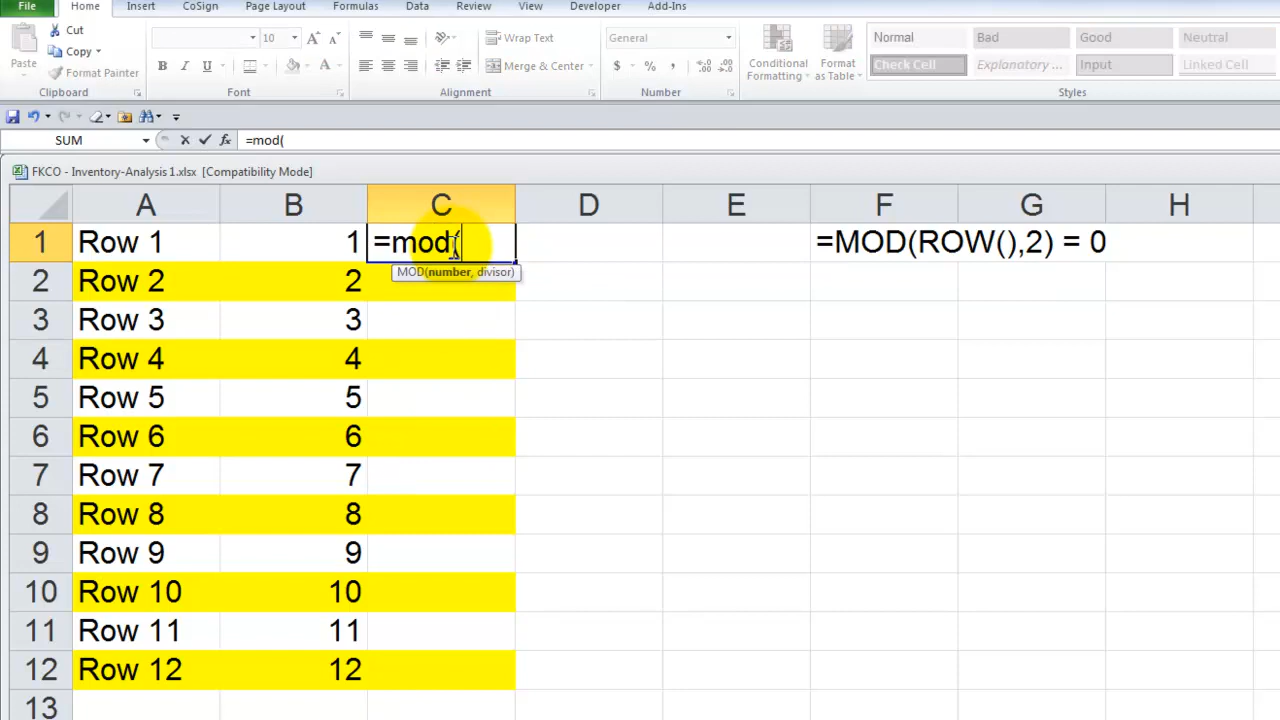 File Home Insert CoSign Page Layout Formulas Data Review View Developer Add-Ins
Cut
Copy
Format Painter
Paste
Clipboard
10 A A
B I U A
Font
Wrap Text
Merge & Center
Alignment
General
$ % ,
Number
Conditional Formatting
Format as Table
Normal Bad Good Neutral
Check Cell Explanatory ... Input Linked Cell
Styles
SUM fx =mod(
FKCO - Inventory-Analysis 1.xlsx [Compatibility Mode]
A B C D E F G H
1 Row 1 1 =mod( =MOD(ROW(),2) = 0
MOD(number, divisor)
2 Row 2 2
3 Row 3 3
4 Row 4 4
5 Row 5 5
6 Row 6 6
7 Row 7 7
8 Row 8 8
9 Row 9 9
10 Row 10 10
11 Row 11 11
12 Row 12 12
13